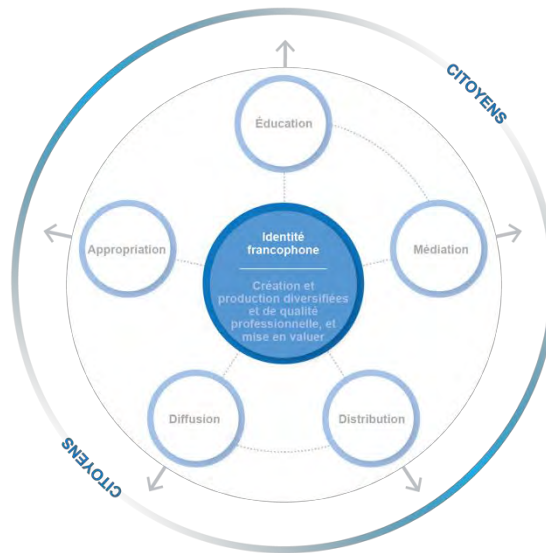 CITOYENS
Éducation
Appropriation
Identité
francophone
Création et
production diversifiées
et de qualité
professionnelle, et
mise en valuer
Médiation
Diffusion
Distribution
CITOYENS